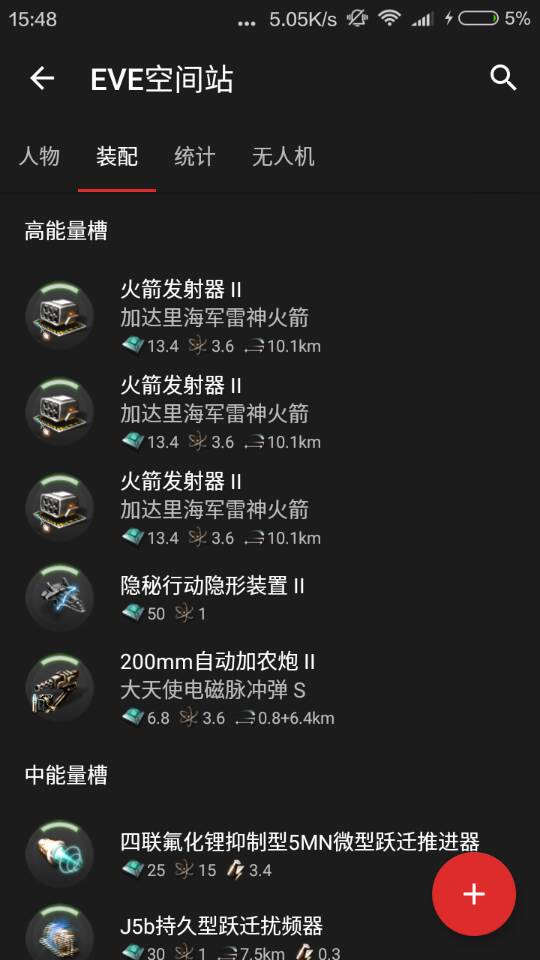 15:48
... 5.05K/s 5%
EVE空间站
人物 装配 统计 无人机
高能量槽
火箭发射器 II
加达里海军雷神火箭
13.4 3.6 10.1km
火箭发射器 II
加达里海军雷神火箭
13.4 3.6 10.1km
火箭发射器 II
加达里海军雷神火箭
13.4 3.6 10.1km
隐秘行动隐形装置 II
50 1
200mm自动加农炮 II
大天使电磁脉冲弹 S
6.8 3.6 0.8+6.4km
中能量槽
四联氟化锂抑制型5MN微型跃迁推进器
25 15 3.4
J5b持久型跃迁扰频器
30 1 7.5km 0.3